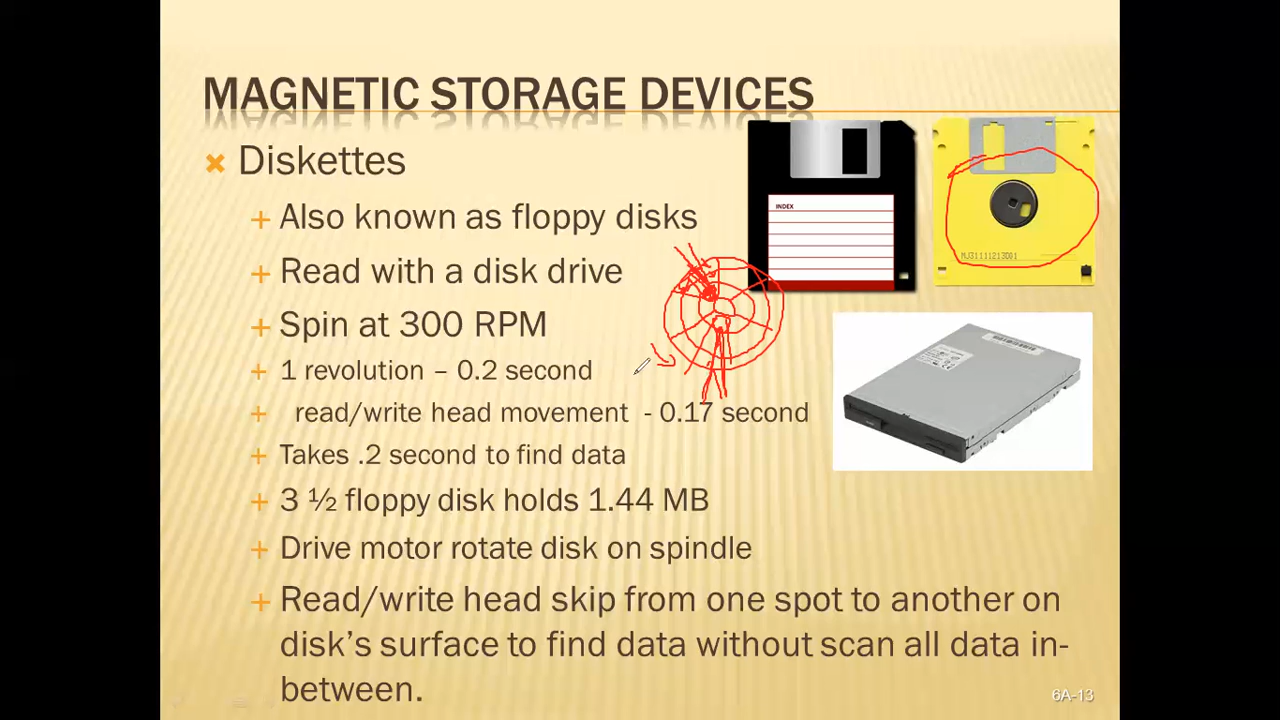 MAGNETIC STORAGE DEVICES
Diskettes
Also known as floppy disks
Read with a disk drive
Spin at 300 RPM
1 revolution – 0.2 second
read/write head movement - 0.17 second
Takes .2 second to find data
3 ½ floppy disk holds 1.44 MB
Drive motor rotate disk on spindle
Read/write head skip from one spot to another on
disk's surface to find data without scan all data in-
between.
INDEX
6A-13